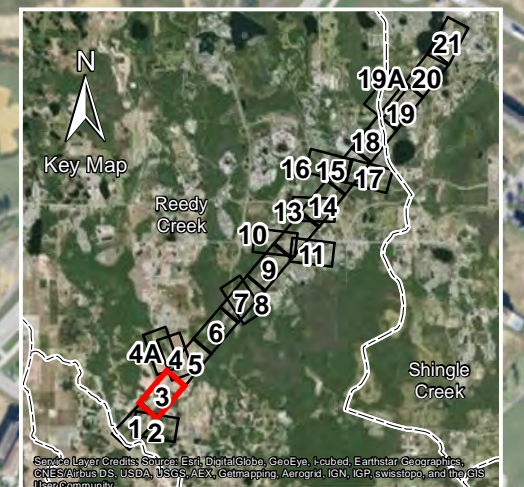 N
Key Map
21
19A 20
19
18
16 15
17
Reedy
Creek
13 14
10
11
9
7
8
6
4A 4
5
Shingle
Creek
3
1 2
Service Layer Credits: Source: Esri, DigitalGlobe, GeoEye, i-cubed, Earthstar Geographics,
CNES/Airbus DS, USDA, USGS, AEX, Getmapping, Aerogrid, IGN, IGP, swisstopo, and the GIS
User Community